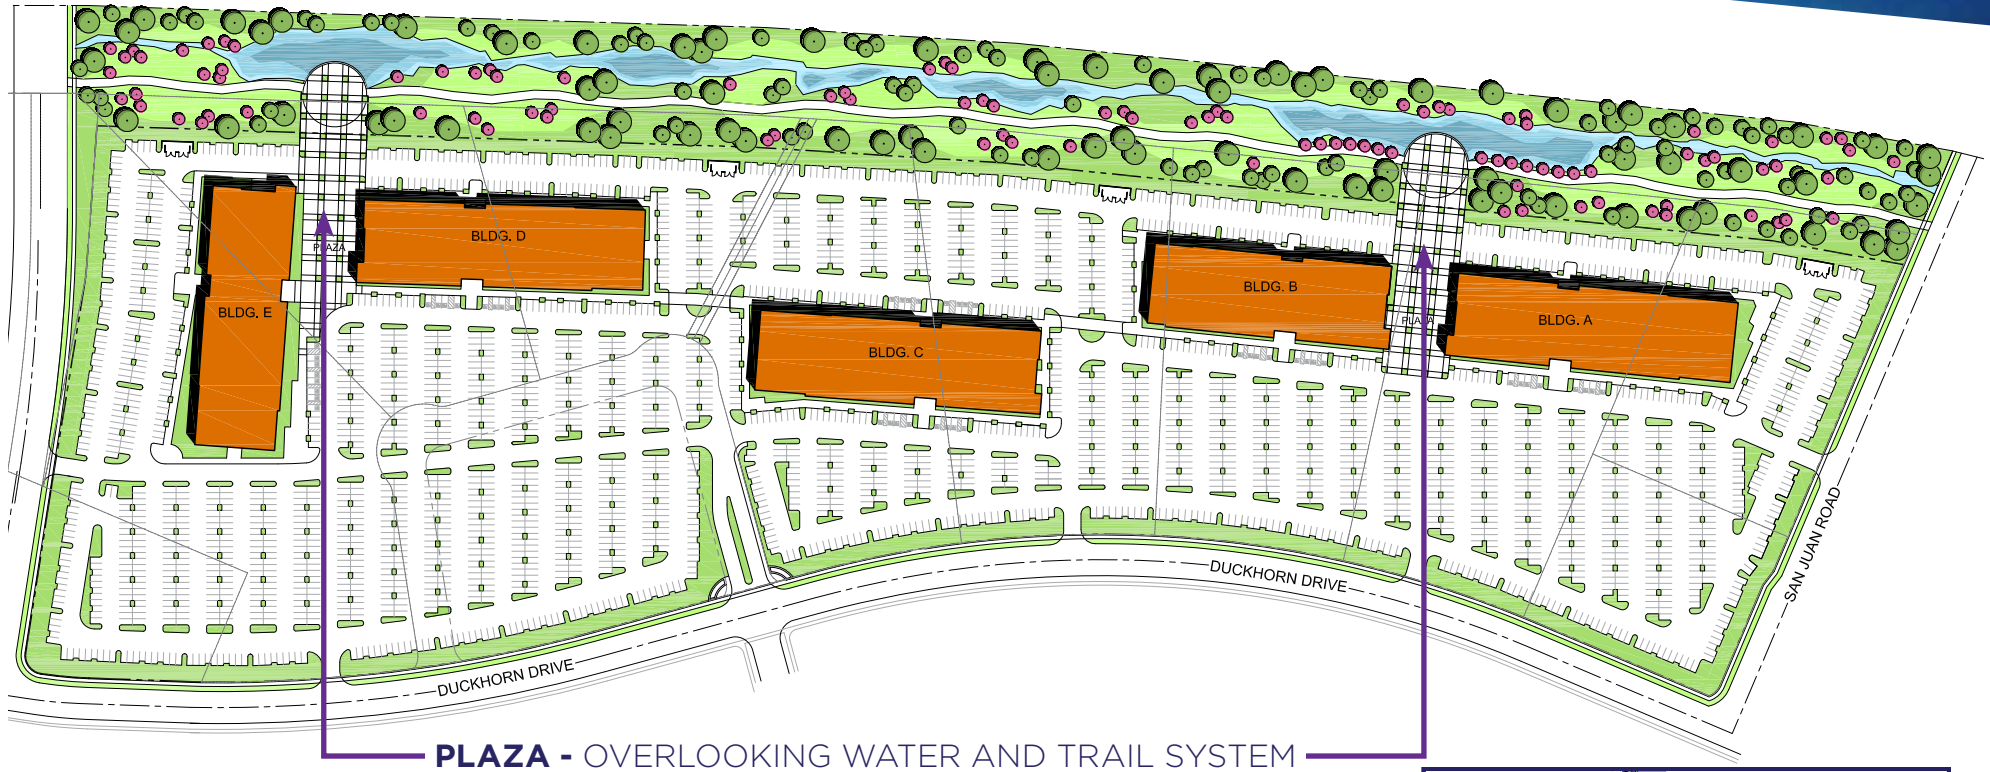 BLDG. D
PLAZA
BLDG. E
BLDG. B
BLDG. A
PLAZA
BLDG. C
DUCKHORN DRIVE
SAN JUAN ROAD
DUCKHORN DRIVE
PLAZA - OVERLOOKING WATER AND TRAIL SYSTEM